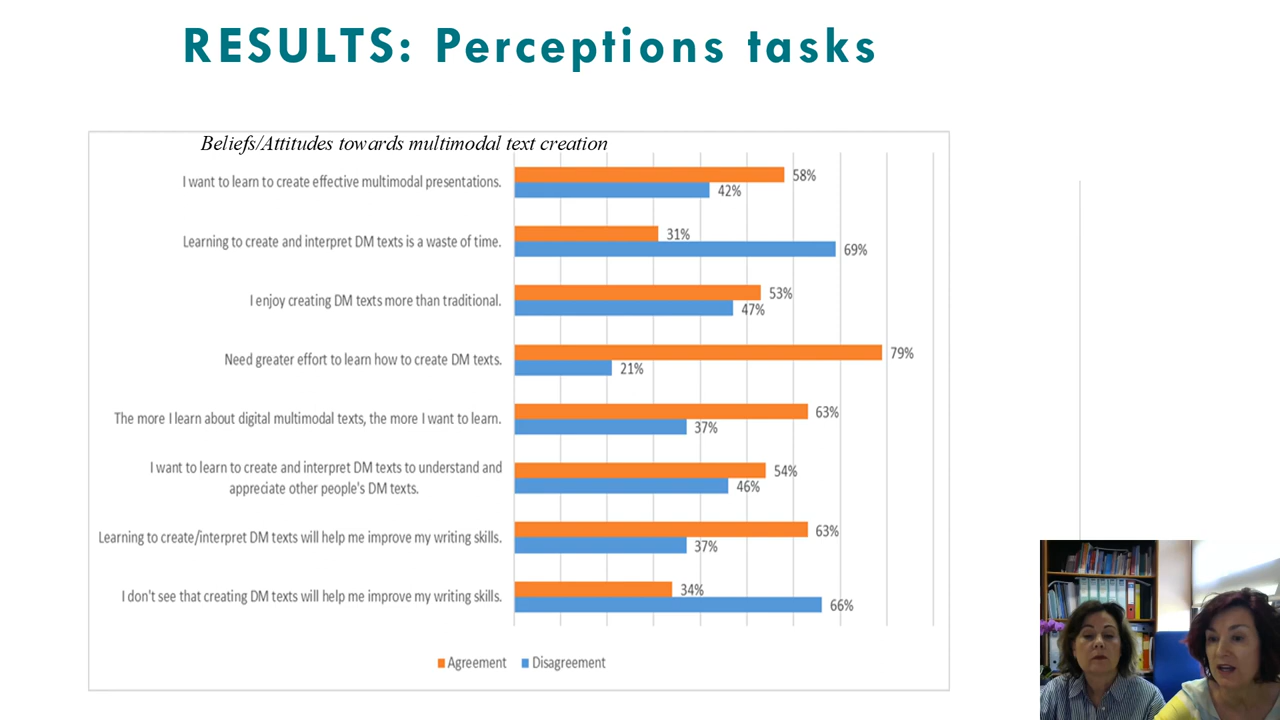 RESULTS: Perceptions tasks
Beliefs/Attitudes towards multimodal text creation
I want to learn to create effective multimodal presentations.
58%
42%
Learning to create and interpret DM texts is a waste of time.
31%
69%
I enjoy creating DM texts more than traditional.
53%
47%
Need greater effort to learn how to create DM texts.
79%
21%
The more I learn about digital multimodal texts, the more I want to learn.
63%
37%
I want to learn to create and interpret DM texts to understand and
appreciate other people's DM texts.
54%
46%
Learning to create/interpret DM texts will help me improve my writing skills.
63%
37%
I don't see that creating DM texts will help me improve my writing skills.
34%
66%
Agreement Disagreement